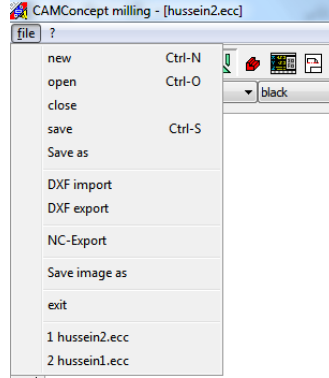 CAMConcept milling - [hussein2.ecc]
file ?
new Ctrl-N
open Ctrl-O
close
save Ctrl-S
Save as
black
DXF import
DXF export
NC-Export
Save image as
exit
1 hussein2.ecc
2 hussein1.ecc